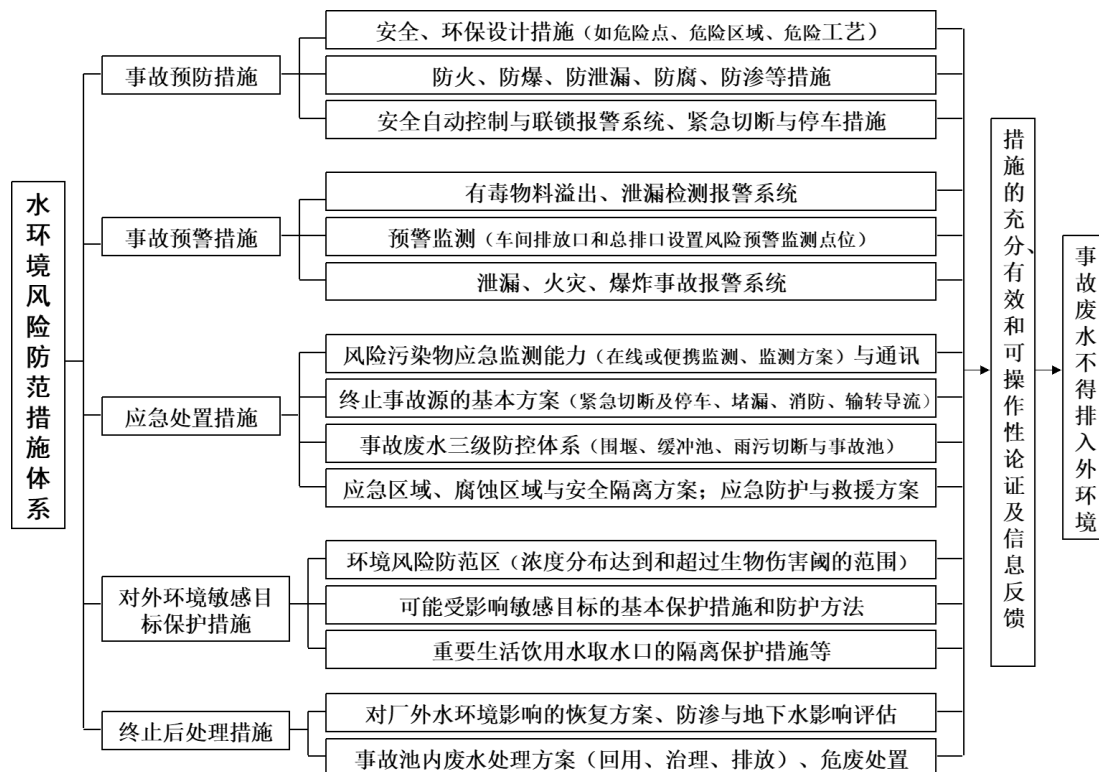 水环境风险防范措施体系
事故预防措施
安全、环保设计措施（如危险点、危险区域、危险工艺）
防火、防爆、防泄漏、防腐、防渗等措施
安全自动控制与联锁报警系统、紧急切断与停车措施
事故预警措施
有毒物料溢出、泄漏检测报警系统
预警监测（车间排放口和总排口设置风险预警监测点位）
泄漏、火灾、爆炸事故报警系统
应急处置措施
风险污染物应急监测能力（在线或便携监测、监测方案）与通讯
终止事故源的基本方案（紧急切断及停车、堵漏、消防、输转导流）
事故废水三级防控体系（围堰、缓冲池、雨污切断与事故池）
应急区域、腐蚀区域与安全隔离方案；应急防护与救援方案
对外环境敏感目
标保护措施
环境风险防范区（浓度分布达到和超过生物伤害阈的范围）
可能受影响敏感目标的基本保护措施和防护方法
重要生活饮用水取水口的隔离保护措施等
终止后处理措施
对厂外水环境影响的恢复方案、防渗与地下水影响评估
事故池内废水处理方案（回用、治理、排放）、危废处置
措施的充分、有效和可操作性论证及信息反馈
事故废水不得排入外环境